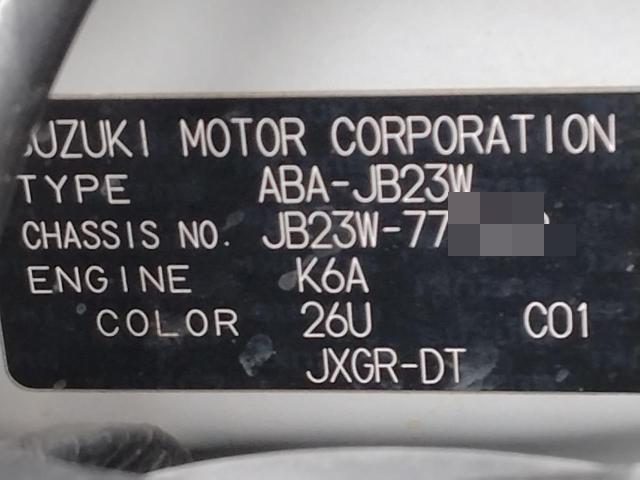 SUZUKI MOTOR CORPORATION
TYPE ABA-JB23W
CHASSIS NO. JB23W-77
ENGINE K6A
COLOR 26U C01
JXGR-DT